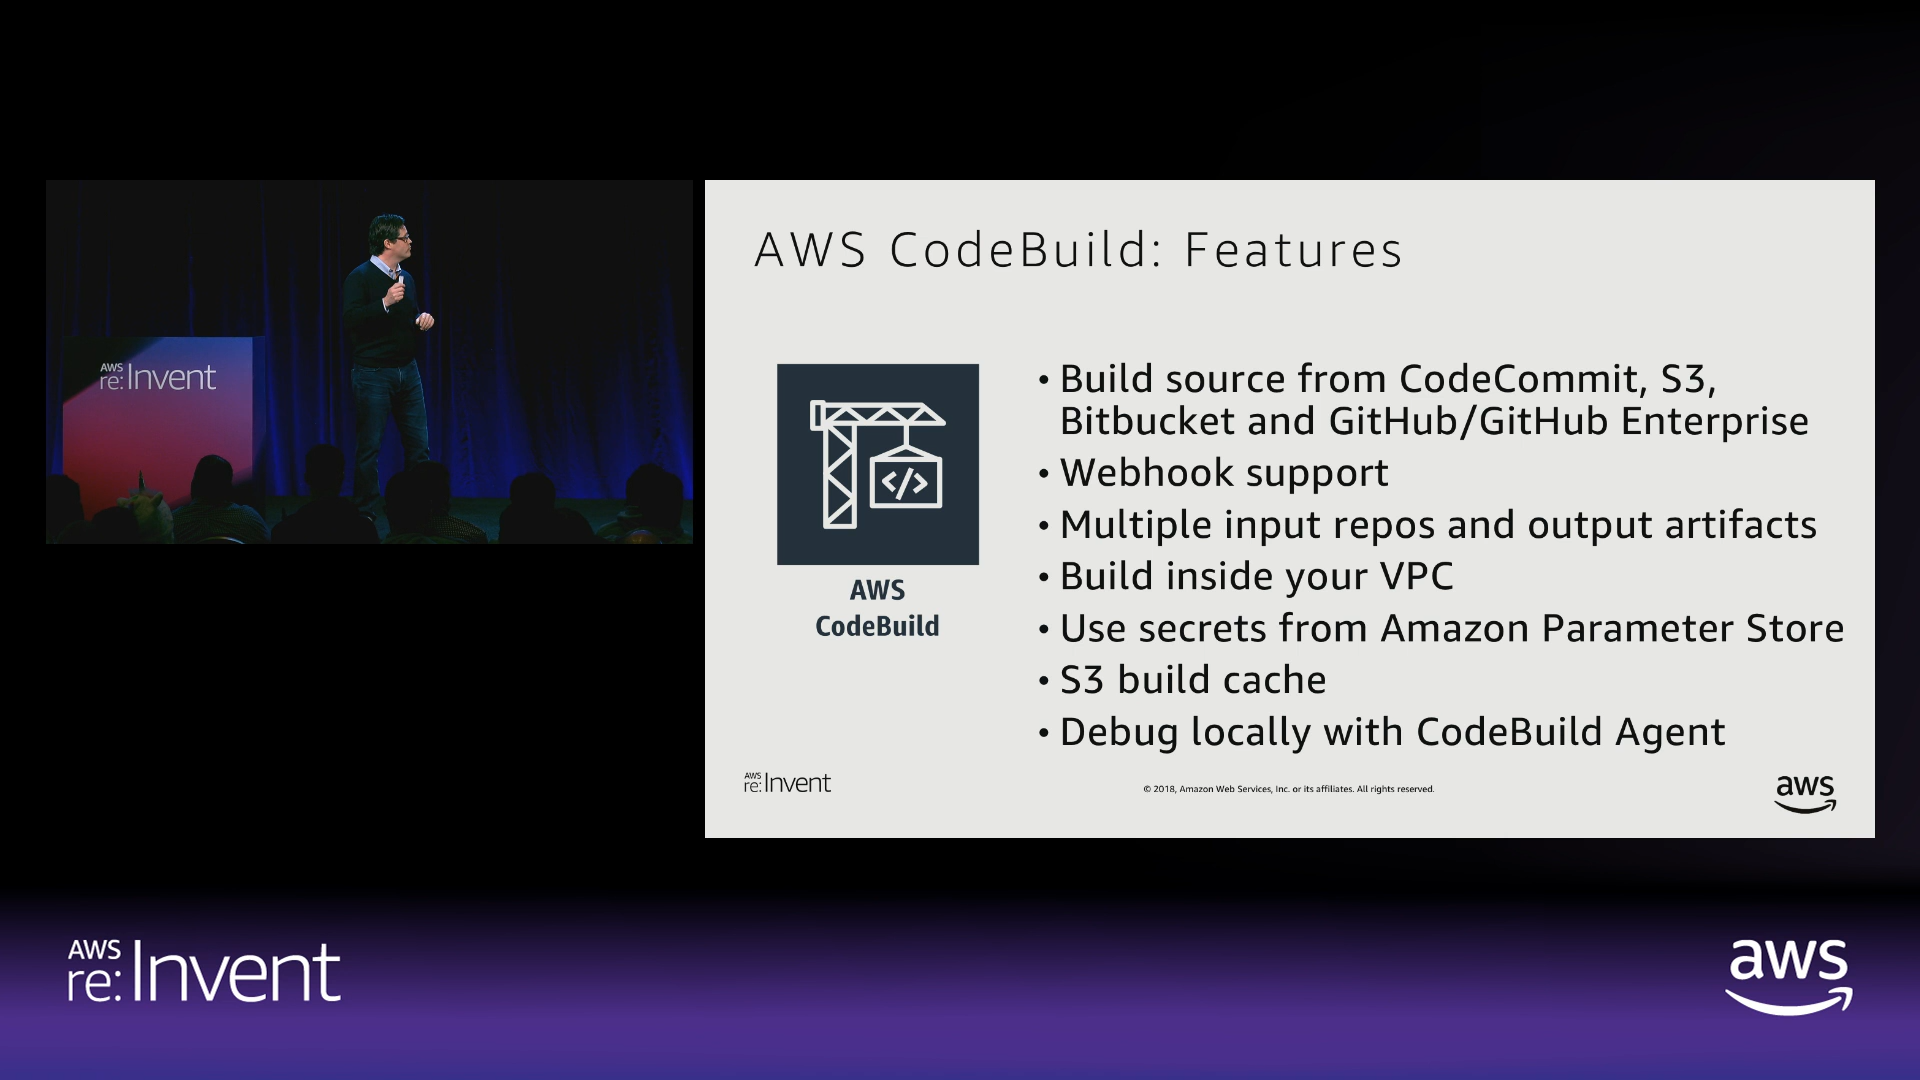 AWS
re:Invent
AWS CodeBuild: Features
AWS
CodeBuild
• Build source from CodeCommit, S3,
Bitbucket and GitHub/GitHub Enterprise
• Webhook support
• Multiple input repos and output artifacts
• Build inside your VPC
• Use secrets from Amazon Parameter Store
• S3 build cache
• Debug locally with CodeBuild Agent
AWS
re:Invent
© 2018, Amazon Web Services, Inc. or its affiliates. All rights reserved.
aws
AWS
re:Invent
aws